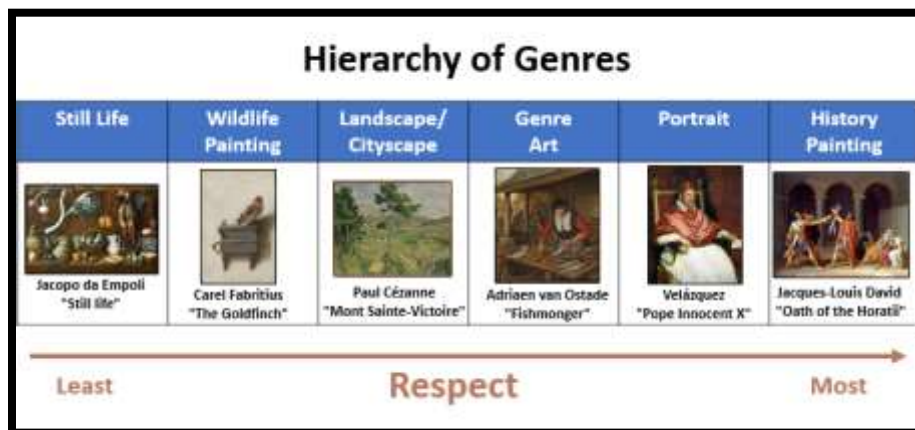 Hierarchy of Genres
Still Life
Wildlife
Painting
Landscape/
Cityscape
Genre
Art
Portrait
History
Painting
Jacopo da Empoli
"Still life"
Carel Fabritius
"The Goldfinch"
Paul Cézanne
"Mont Sainte-Victoire"
Adriaen van Ostade
"Fishmonger"
Velázquez
"Pope Innocent X"
Jacques-Louis David
"Oath of the Horatii"
Least
Respect
Most